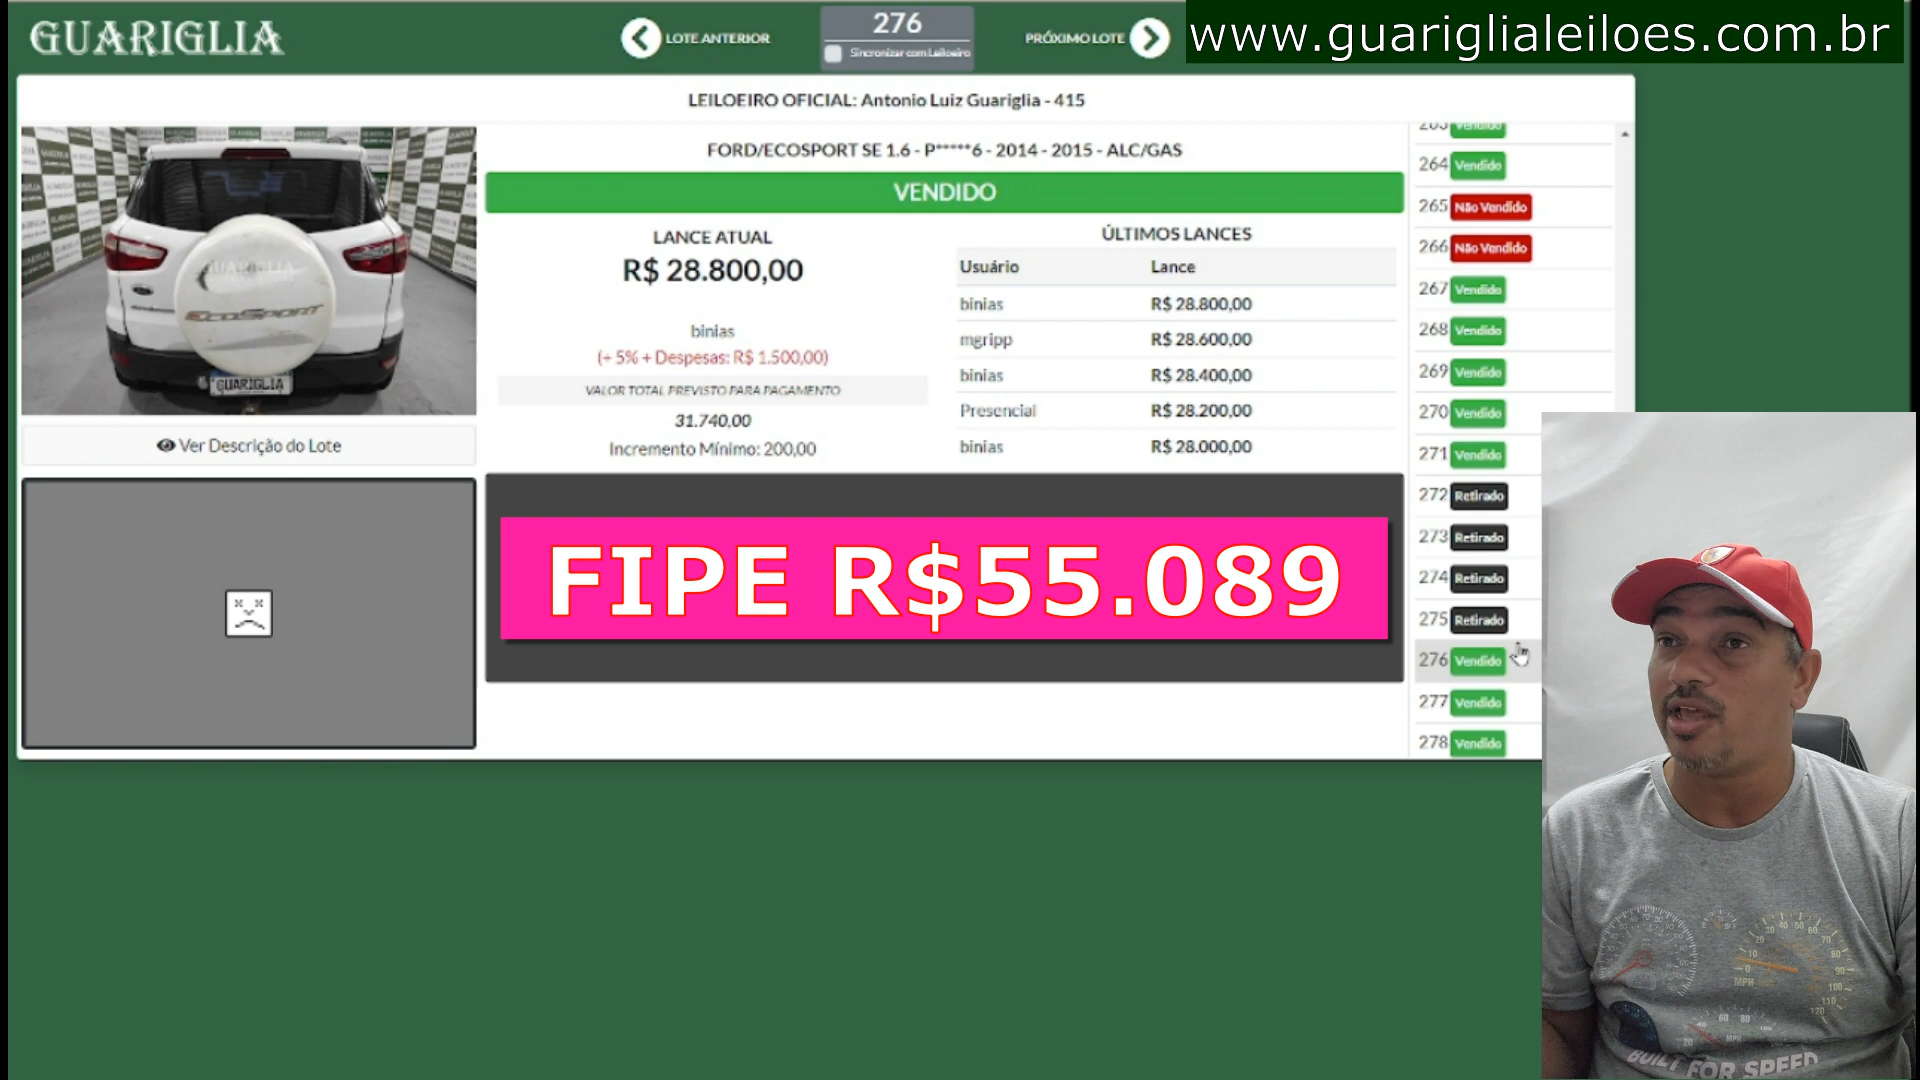 GUARIGLIA
LOTE ANTERIOR
276
Sincronizar com Leiloeiro
PRÓXIMO LOTE
www.guariglialeiloes.com.br
LEILOEIRO OFICIAL: Antonio Luiz Guariglia - 415
FORD/ECOSPORT SE 1.6 - P*****6 - 2014 - 2015 - ALC/GAS
VENDIDO
LANCE ATUAL
R$ 28.800,00
binias
(+ 5% + Despesas: R$ 1.500,00)
VALOR TOTAL PREVISTO PARA PAGAMENTO
31.740,00
Incremento Mínimo: 200,00
ÚLTIMOS LANCES
Usuário Lance
binias R$ 28.800,00
mgripp R$ 28.600,00
binias R$ 28.400,00
Presencial R$ 28.200,00
binias R$ 28.000,00
ECOSPORT
GUARIGLIA
Ver Descrição do Lote
FIPE R$55.089
263 Vendido
264 Vendido
265 Não Vendido
266 Não Vendido
267 Vendido
268 Vendido
269 Vendido
270 Vendido
271 Vendido
272 Retirado
273 Retirado
274 Retirado
275 Retirado
276 Vendido
277 Vendido
278 Vendido
MPH
MPH
BUILT FOR SPEED